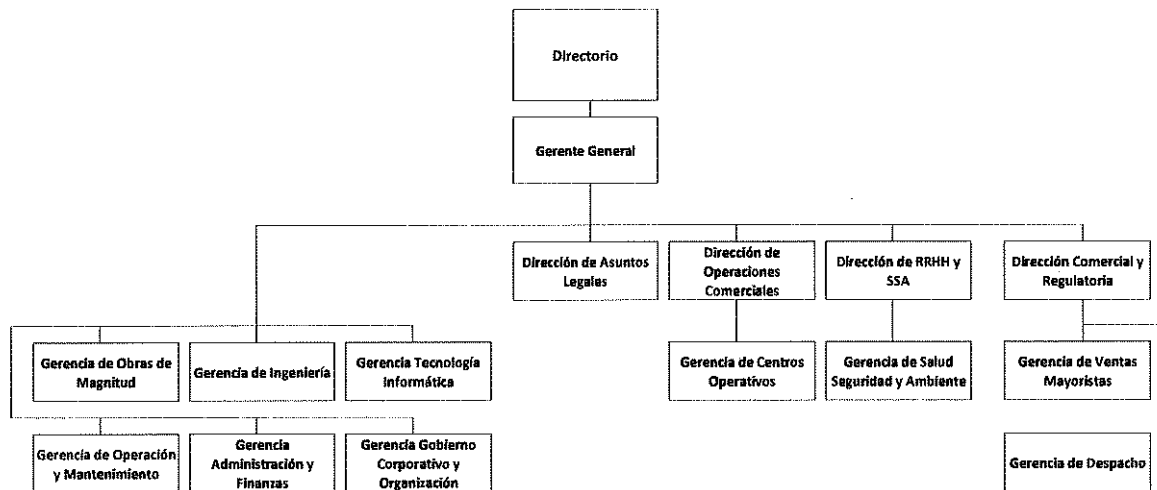 Directorio
Gerente General
Dirección de Asuntos
Legales
Dirección de
Operaciones
Comerciales
Dirección de RRHH y
SSA
Dirección Comercial y
Regulatoria
Gerencia de Obras de
Magnitud
Gerencia de Ingeniería
Gerencia Tecnología
Informática
Gerencia de Centros
Operativos
Gerencia de Salud
Seguridad y Ambiente
Gerencia de Ventas
Mayoristas
Gerencia de Operación
y Mantenimiento
Gerencia
Administración y
Finanzas
Gerencia Gobierno
Corporativo y
Organización
Gerencia de Despacho